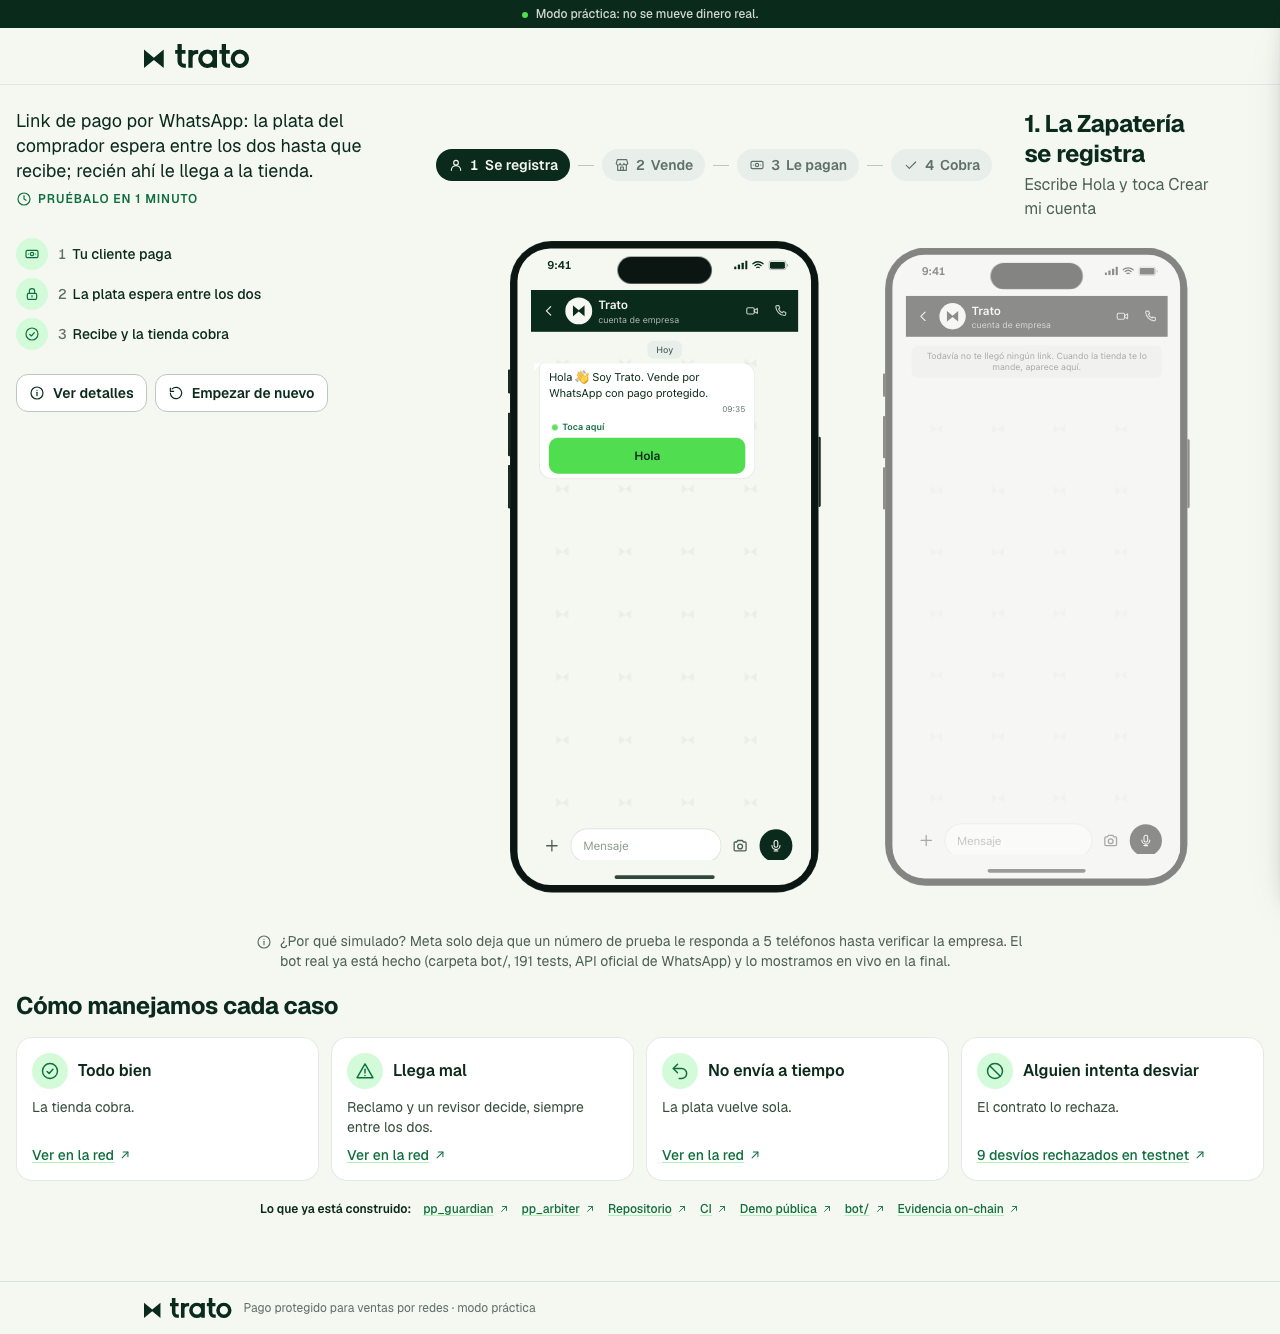 Modo práctica: no se mueve dinero real.
trato
Link de pago por WhatsApp: la plata del
comprador espera entre los dos hasta que
recibe; recién ahí le llega a la tienda.
PRUÉBALO EN 1 MINUTO
1 Tu cliente paga
2 La plata espera entre los dos
3 Recibe y la tienda cobra
Ver detalles
Empezar de nuevo
1 Se registra
2 Vende
3 Le pagan
4 Cobra
1. La Zapatería
se registra
Escribe Hola y toca Crear
mi cuenta
9:41
Trato
cuenta de empresa
Hoy
Hola 👋 Soy Trato. Vende por
WhatsApp con pago protegido.
09:35
Toca aquí
Hola
Mensaje
9:41
Trato
cuenta de empresa
Todavía no te llegó ningún link. Cuando la tienda te lo
mande, aparece aquí.
Mensaje
¿Por qué simulado? Meta solo deja que un número de prueba le responda a 5 teléfonos hasta verificar la empresa. El
bot real ya está hecho (carpeta bot/, 191 tests, API oficial de WhatsApp) y lo mostramos en vivo en la final.
Cómo manejamos cada caso
Todo bien
La tienda cobra.
Ver en la red
Llega mal
Reclamo y un revisor decide, siempre
entre los dos.
Ver en la red
No envía a tiempo
La plata vuelve sola.
Ver en la red
Alguien intenta desviar
El contrato lo rechaza.
9 desvíos rechazados en testnet
Lo que ya está construido: pp_guardian pp_arbiter Repositorio CI Demo pública bot/ Evidencia on-chain
trato Pago protegido para ventas por redes · modo práctica